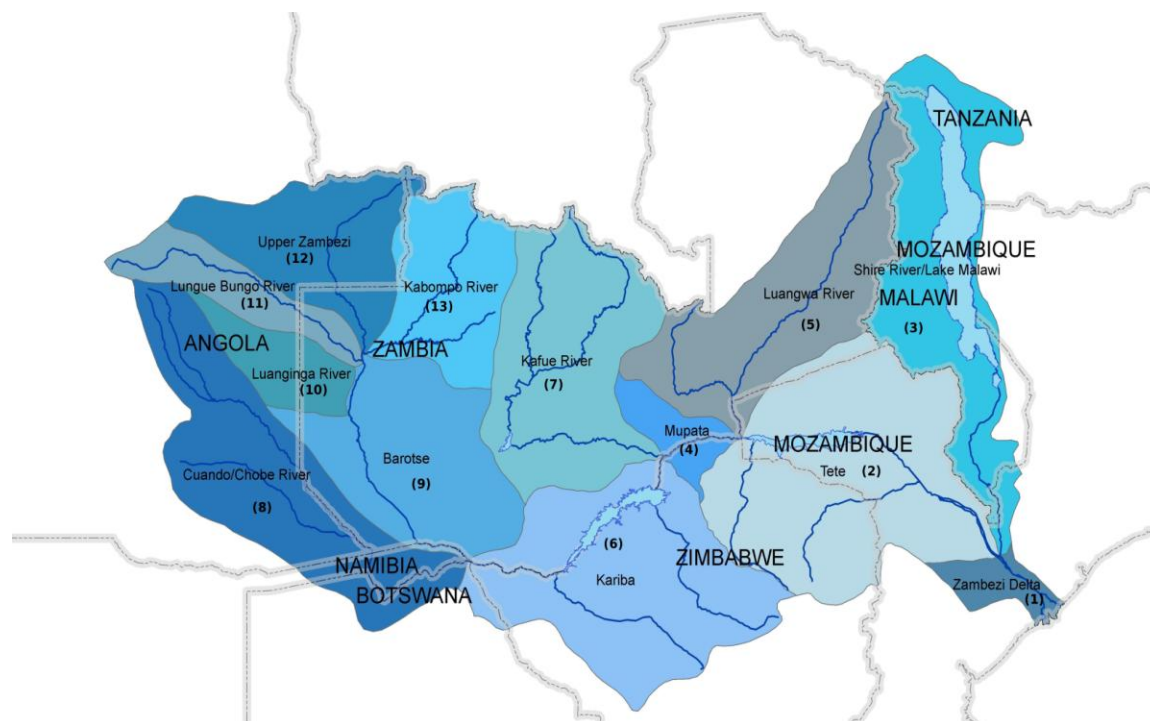 TANZANIA
Upper Zambezi
(12)
MOZAMBIQUE
Shire River/Lake Malawi
Lungue Bungo River
(11)
Kabompo River
(13)
Luangwa River
(5)
MALAWI
(3)
ANGOLA
ZAMBIA
Luanginga River
(10)
Kafue River
(7)
Mupata
(4)
MOZAMBIQUE
Tete (2)
Barotse
(9)
Cuando/Chobe River
(8)
(6)
Kariba
ZIMBABWE
NAMIBIA
BOTSWANA
Zambezi Delta
(1)